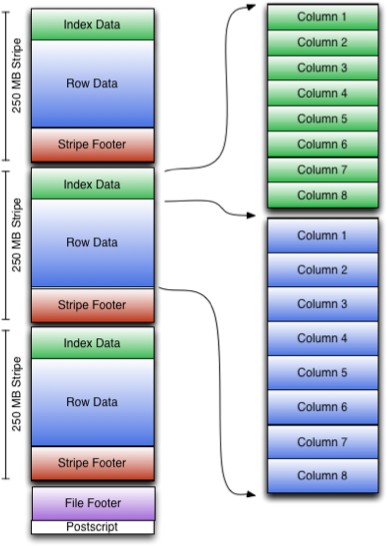 250 MB Stripe
Index Data
Row Data
Stripe Footer
250 MB Stripe
Index Data
Row Data
Stripe Footer
250 MB Stripe
Index Data
Row Data
Stripe Footer
File Footer
Postscript
Column 1
Column 2
Column 3
Column 4
Column 5
Column 6
Column 7
Column 8
Column 1
Column 2
Column 3
Column 4
Column 5
Column 6
Column 7
Column 8